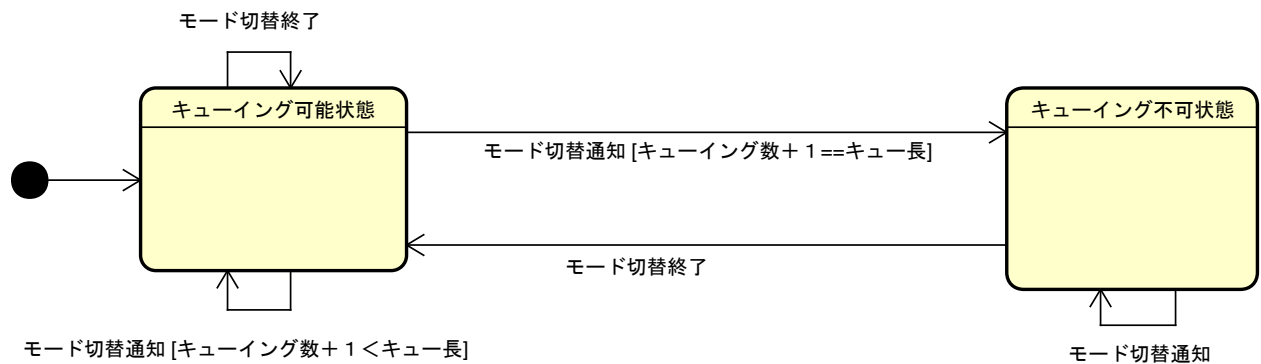 モード切替終了
キューイング可能状態
キューイング不可状態
モード切替通知 [キューイング数＋１==キュー長]
モード切替終了
モード切替通知 [キューイング数＋１＜キュー長]
モード切替通知